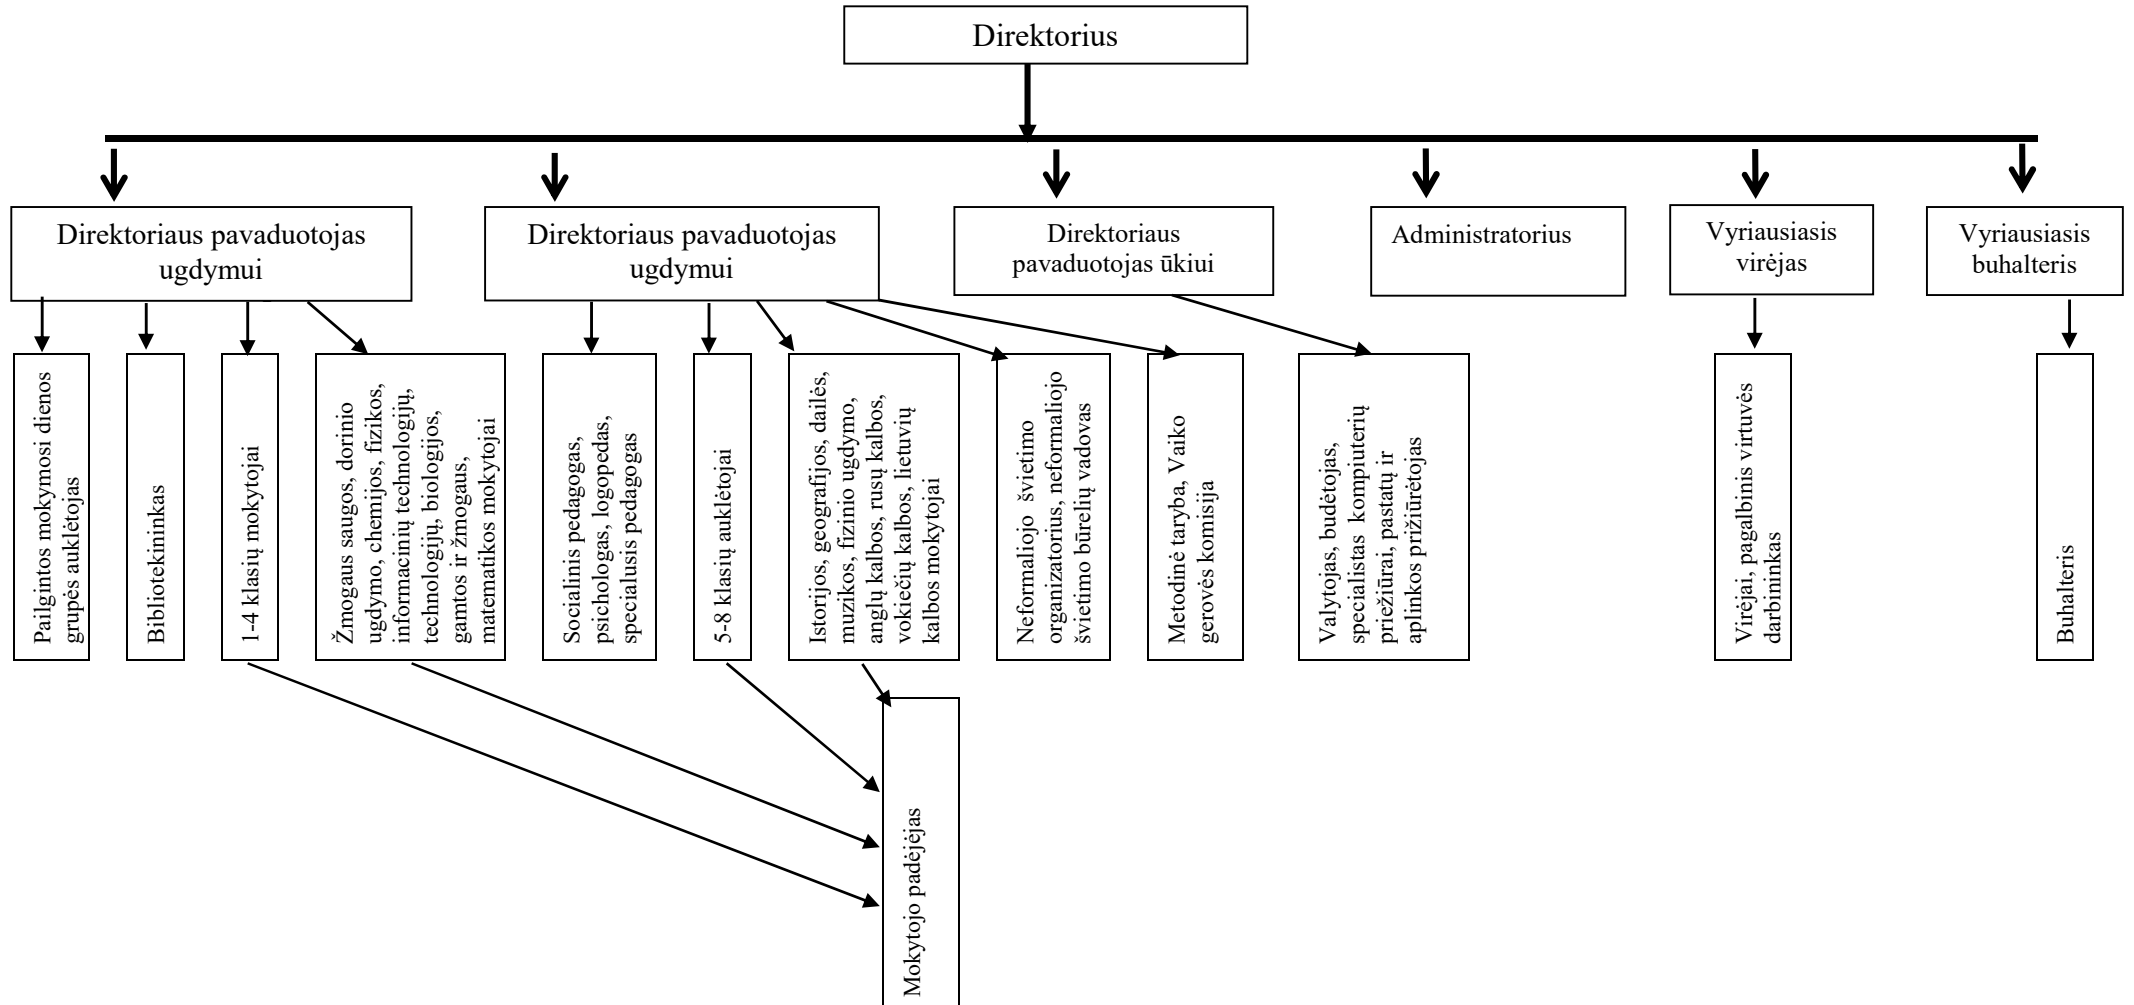 Direktorius
Direktoriaus pavaduotojas
ugdymui
Direktoriaus pavaduotojas
ugdymui
Direktoriaus
pavaduotojas ūkiui
Administratorius
Vyriausiasis
virėjas
Vyriausiasis
buhalteris
Pailgintos mokymosi dienos
grupės auklėtojas
Bibliotekininkas
1-4 klasių mokytojai
Žmogaus saugos, dorinio
ugdymo, chemijos, fizikos,
informacinių technologijų,
technologijų, biologijos,
gamtos ir žmogaus,
matematikos mokytojai
Socialinis pedagogas,
psichologas, logopedas,
specialusis pedagogas
5-8 klasių auklėtojai
Istorijos, geografijos, dailės,
muzikos, fizinio ugdymo,
anglų kalbos, rusų kalbos,
vokiečių kalbos, lietuvių
kalbos mokytojai
Neformaliojo švietimo
organizatorius, neformaliojo
švietimo būrelių vadovas
Metodinė taryba, Vaiko
gerovės komisija
Valytojas, budėtojas,
specialistas kompiuterių
priežiūrai, pastatų ir
aplinkos prižiūrėtojas
Virėjai, pagalbinis virtuvės
darbininkas
Buhalteris
Mokytojo padėjėjas